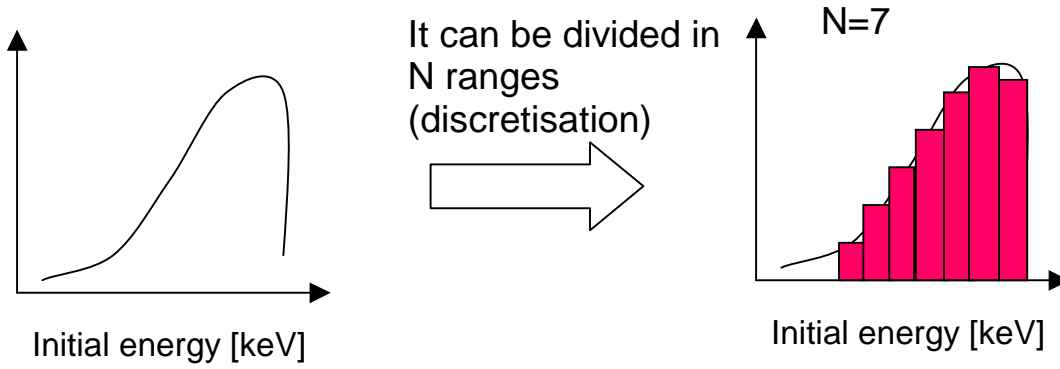 It can be divided in
N ranges
(discretisation)
N=7
Initial energy [keV]
Initial energy [keV]